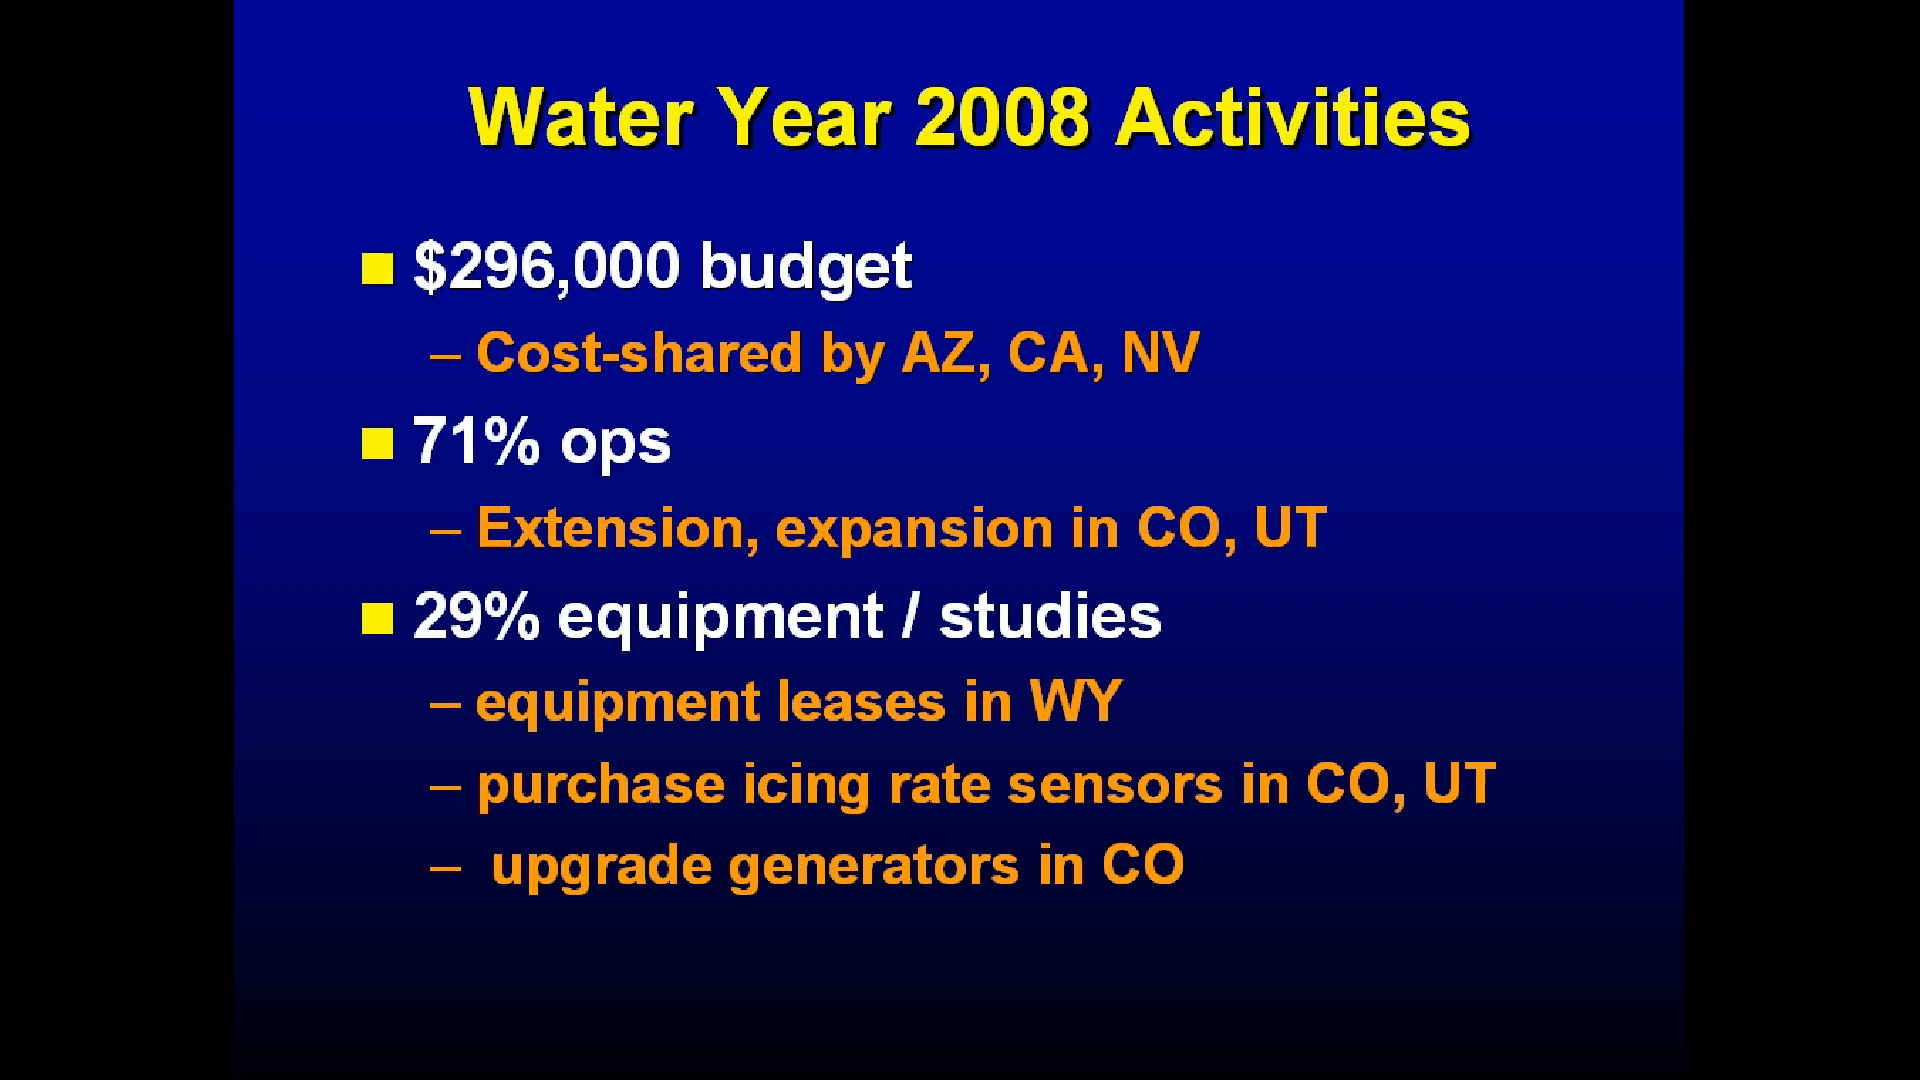 Water Year 2008 Activities
$296,000 budget
– Cost-shared by AZ, CA, NV
71% ops
– Extension, expansion in CO, UT
29% equipment / studies
– equipment leases in WY
– purchase icing rate sensors in CO, UT
– upgrade generators in CO